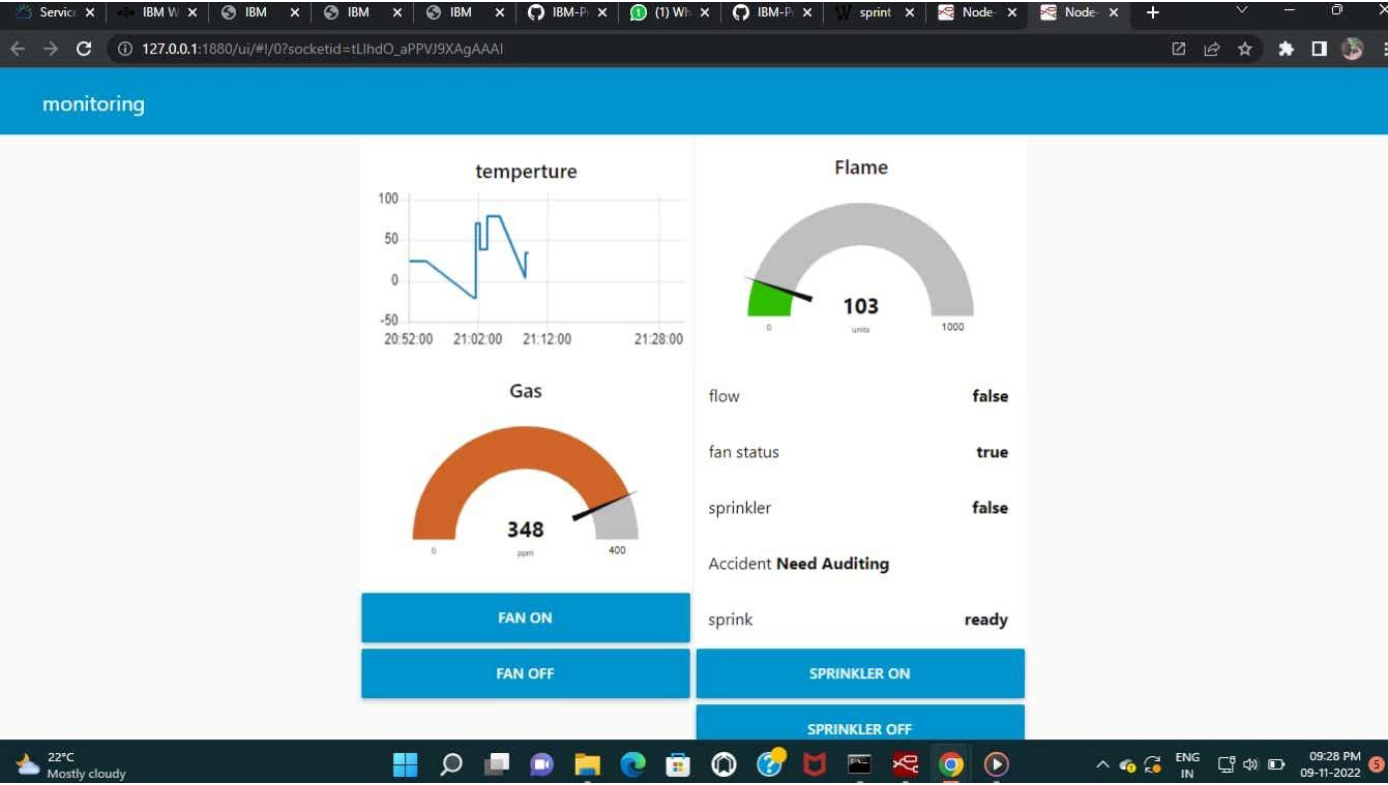 Servic
IBM W
IBM
IBM
IBM
IBM-P
(1) Wh
IBM-P
sprint
Node-
Node-
127.0.0.1:1880/ui/#!/0?socketid=tLlhdO_aPPVJ9XAgAAAI
monitoring
temperture
100
50
0
-50
20:52:00 21:02:00 21:12:00 21:28:00
Gas
348
ppm
0
400
FAN ON
FAN OFF
Flame
103
units
0
1000
flow false
fan status true
sprinkler false
Accident Need Auditing
sprink ready
SPRINKLER ON
SPRINKLER OFF
22°C
Mostly cloudy
ENG
IN
09:28 PM
09-11-2022
5